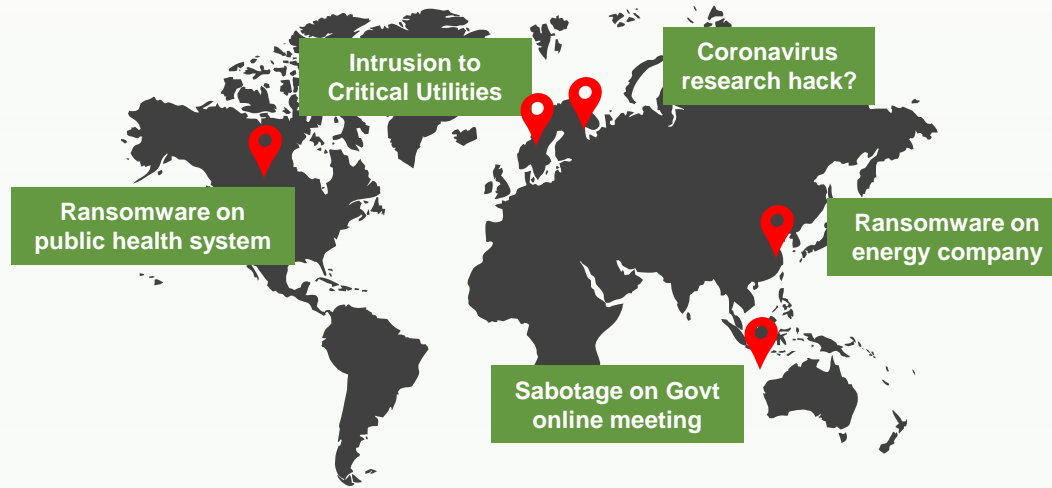 Intrusion to
Critical Utilities
Coronavirus
research hack?
Ransomware on
public health system
Ransomware on
energy company
Sabotage on Govt
online meeting